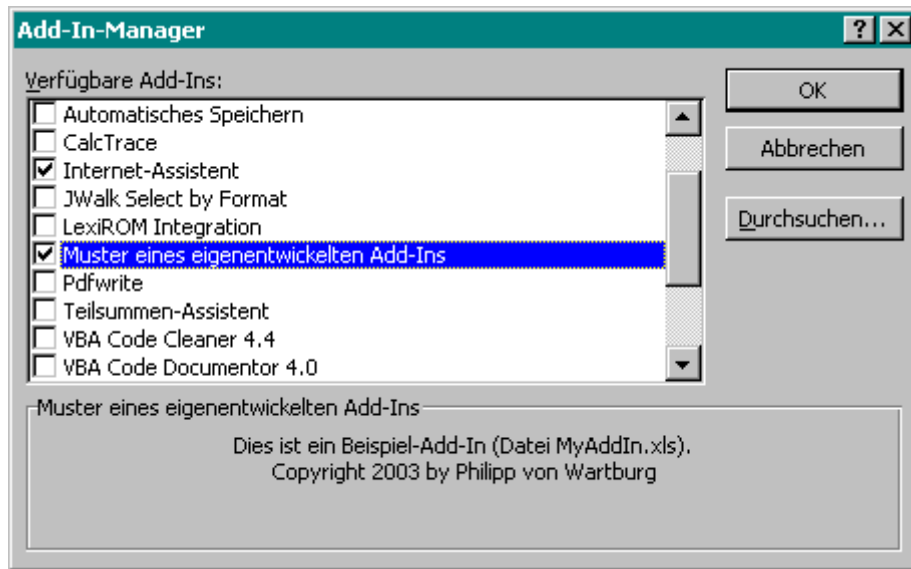 Add-In-Manager
Verfügbare Add-Ins:
OK
Automatisches Speichern
CalcTrace
Abbrechen
Internet-Assistent
JWalk Select by Format
LexiROM Integration
Durchsuchen...
Muster eines eigenentwickelten Add-Ins
Pdfwrite
Teilsummen-Assistent
VBA Code Cleaner 4.4
VBA Code Documentor 4.0
Muster eines eigenentwickelten Add-Ins
Dies ist ein Beispiel-Add-In (Datei MyAddIn.xls).
Copyright 2003 by Philipp von Wartburg